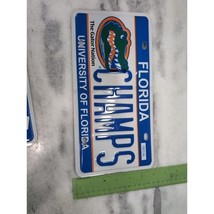 FLORIDA
The Gator Nation
CHAMPS
UNIVERSITY OF FLORIDA